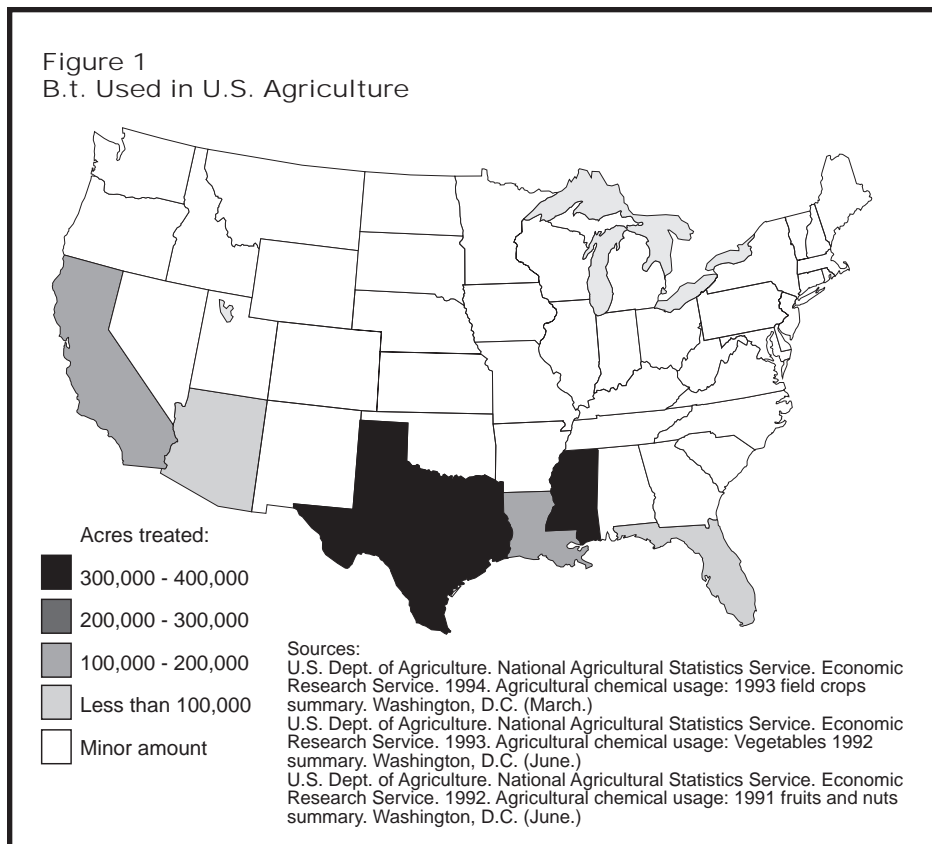 Figure 1
B.t. Used in U.S. Agriculture
Acres treated:
300,000 - 400,000
200,000 - 300,000
100,000 - 200,000
Less than 100,000
Minor amount
Sources:
U.S. Dept. of Agriculture. National Agricultural Statistics Service. Economic
Research Service. 1994. Agricultural chemical usage: 1993 field crops
summary. Washington, D.C. (March.)
U.S. Dept. of Agriculture. National Agricultural Statistics Service. Economic
Research Service. 1993. Agricultural chemical usage: Vegetables 1992
summary. Washington, D.C. (June.)
U.S. Dept. of Agriculture. National Agricultural Statistics Service. Economic
Research Service. 1992. Agricultural chemical usage: 1991 fruits and nuts
summary. Washington, D.C. (June.)